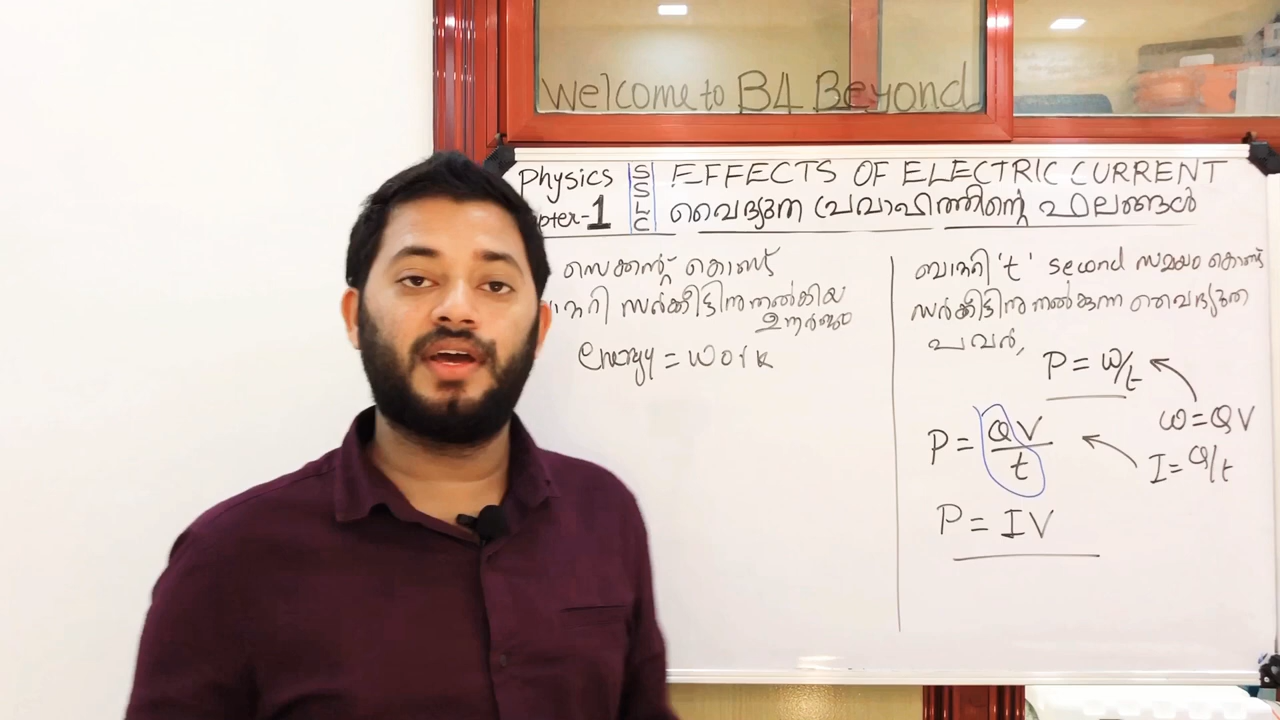 Welcome to B4 Beyond
Physics
SSLC
EFFECTS OF ELECTRIC CURRENT
pter-1
വൈദ്യുത പ്രവാഹത്തിന്റെ ഫലങ്ങൾ
സെക്കന്റ് കൊണ്ട്
സർക്കീട്ടിനു നൽകിയ
ഊർജം
energy = work
ബാറ്ററി 't' second സമയം കൊണ്ട്
സർക്കീട്ടിനു നൽകുന്ന വൈദ്യുത
പവർ,
P = W/t
W = QV
P = QV/t
I = Q/t
P = IV